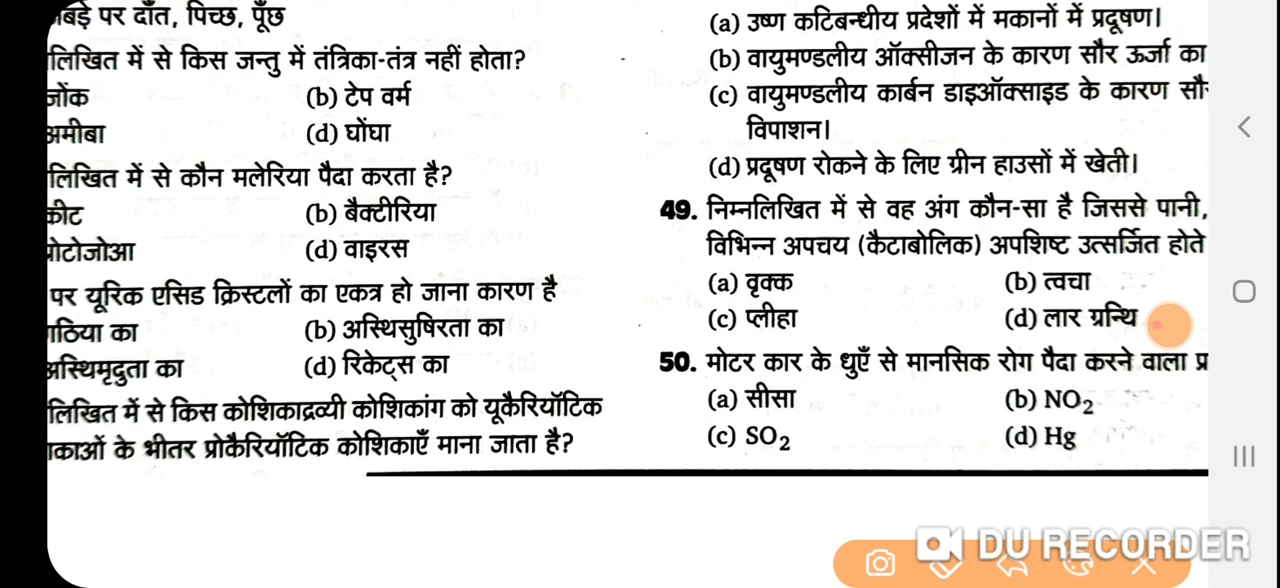 पर दाँत, पिच्छ, पूँछ
में से किस जन्तु में तंत्रिका-तंत्र नहीं होता?
जोंक (b) टेप वर्म
अमीबा (d) घोंघा
में से कौन मलेरिया पैदा करता है?
कीट (b) बैक्टीरिया
(d) वाइरस
पर यूरिक एसिड क्रिस्टलों का एकत्र हो जाना कारण है
का (b) अस्थिसुषिरता का
अस्थिमृदुता का (d) रिकेट्स का
में से किस कोशिकाद्रव्यी कोशिकांग को यूकैरियॉटिक
के भीतर प्रोकैरियॉटिक कोशिकाएँ माना जाता है?
(a) उष्ण कटिबन्धीय प्रदेशों में मकानों में प्रदूषण।
(b) वायुमण्डलीय ऑक्सीजन के कारण सौर ऊर्जा का
(c) वायुमण्डलीय कार्बन डाइऑक्साइड के कारण
विपाशन।
(d) प्रदूषण रोकने के लिए ग्रीन हाउसों में खेती।
49. निम्नलिखित में से वह अंग कौन-सा है जिससे पानी,
विभिन्न अपचय (कैटाबोलिक) अपशिष्ट उत्सर्जित होते
(a) वृक्क (b) त्वचा
(c) प्लीहा (d) लार ग्रन्थि
50. मोटर कार के धुएँ से मानसिक रोग पैदा करने वाला
(a) सीसा (b) NO₂
(c) SO₂ (d) Hg
DU RECORDER